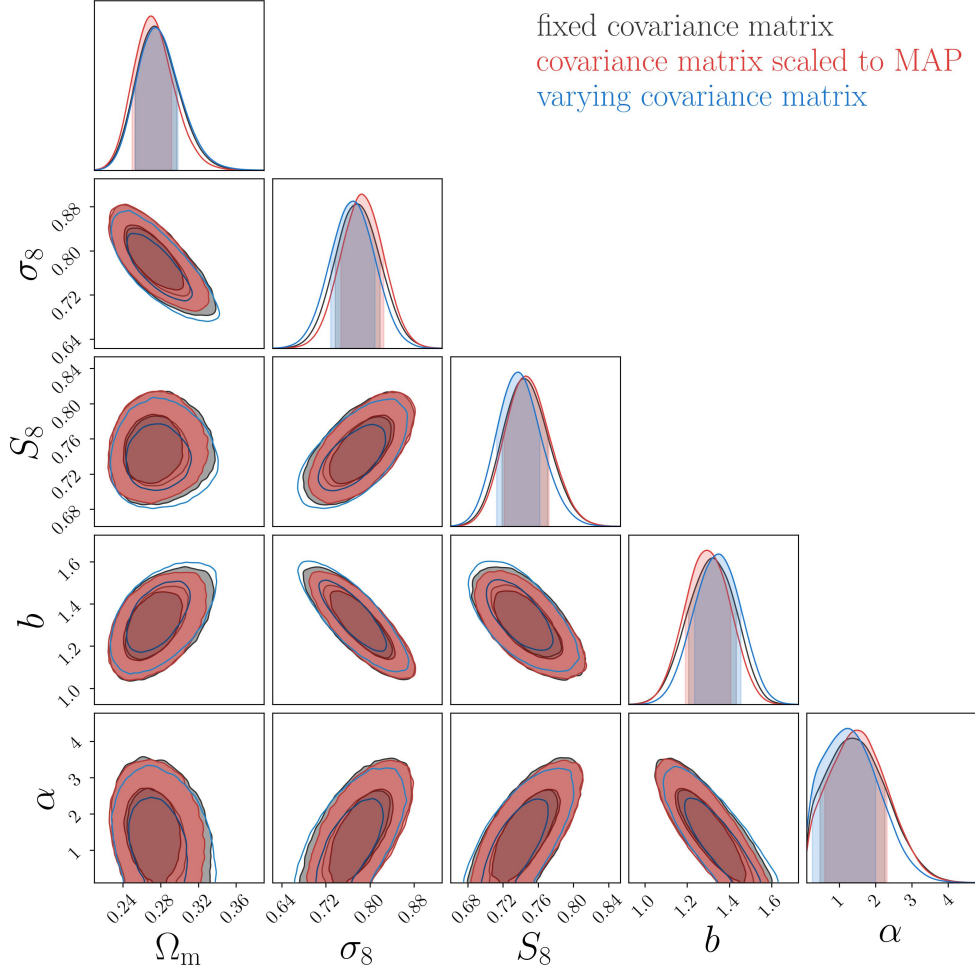 fixed covariance matrix
covariance matrix scaled to MAP
varying covariance matrix
σ8
0.88
0.80
0.72
0.64
S8
0.84
0.80
0.76
0.72
0.68
b
1.6
1.4
1.2
1.0
α
4
3
2
1
0.24 0.28 0.32 0.36
0.64 0.72 0.80 0.88
0.68 0.72 0.76 0.80 0.84
1.0 1.2 1.4 1.6
1 2 3 4
Ωm σ8 S8 b α